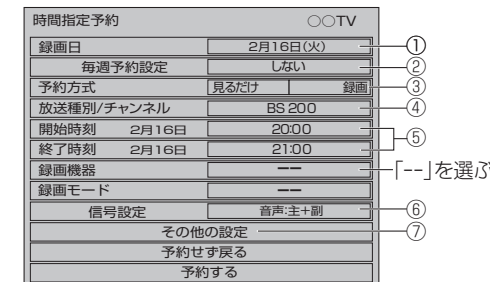 時間指定予約 ○○TV
録画日 2月16日(火) ①
毎週予約設定 しない ②
予約方式 見るだけ 録画 ③
放送種別/チャンネル BS 200 ④
開始時刻 2月16日 20:00 ⑤
終了時刻 2月16日 21:00
録画機器 −− 「−−」を選ぶ
録画モード −−
信号設定 音声:主+副 ⑥
その他の設定 ⑦
予約せず戻る
予約する